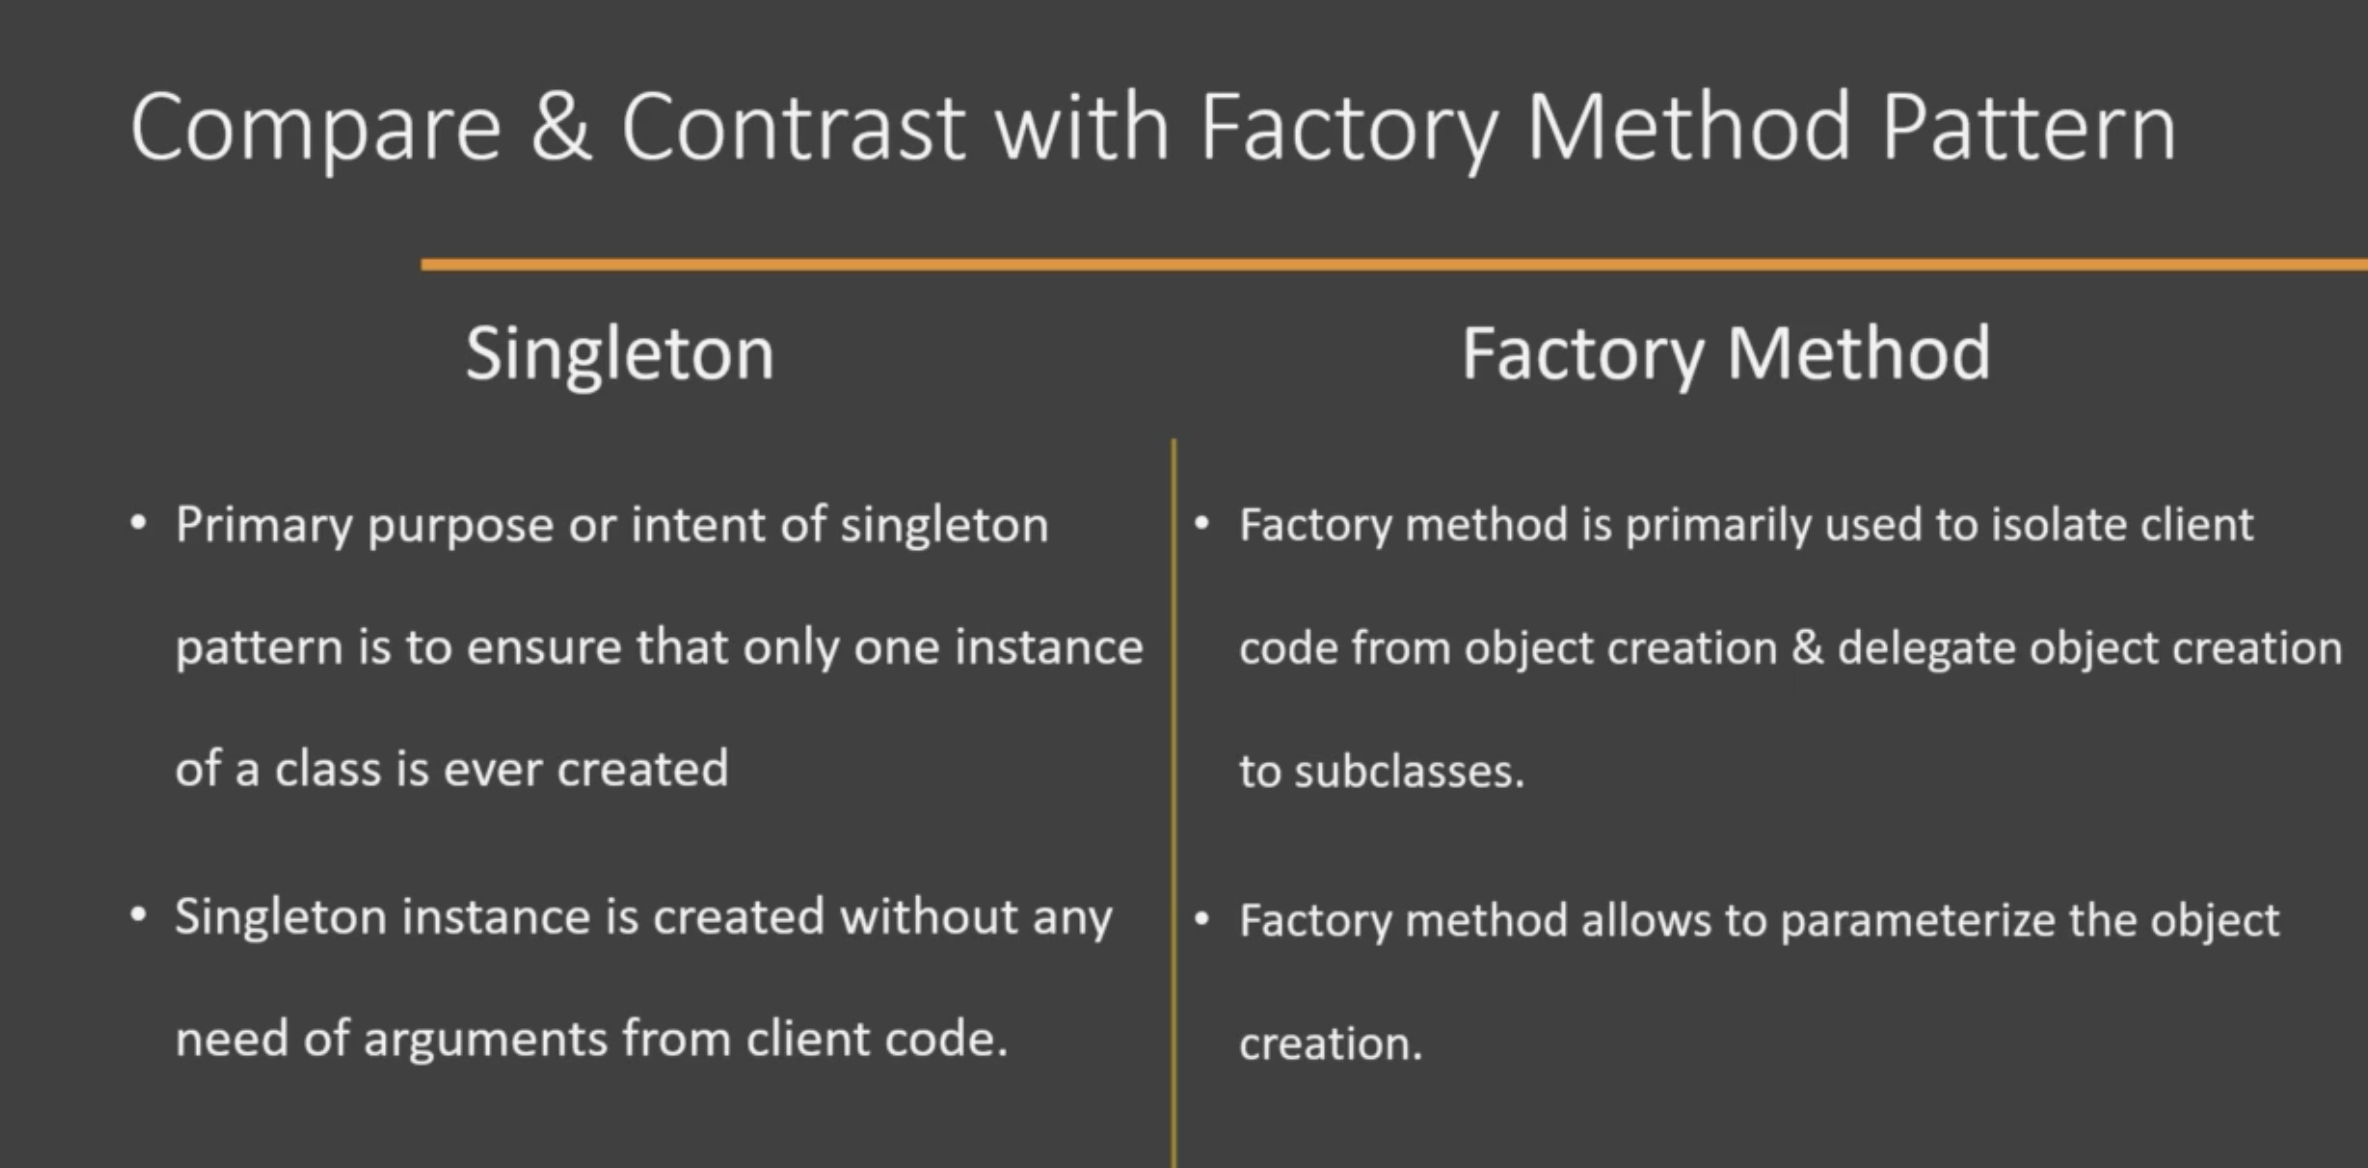 Compare & Contrast with Factory Method Pattern
Singleton
• Primary purpose or intent of singleton
pattern is to ensure that only one instance
of a class is ever created
• Singleton instance is created without any
need of arguments from client code.
Factory Method
• Factory method is primarily used to isolate client
code from object creation & delegate object creation
to subclasses.
• Factory method allows to parameterize the object
creation.